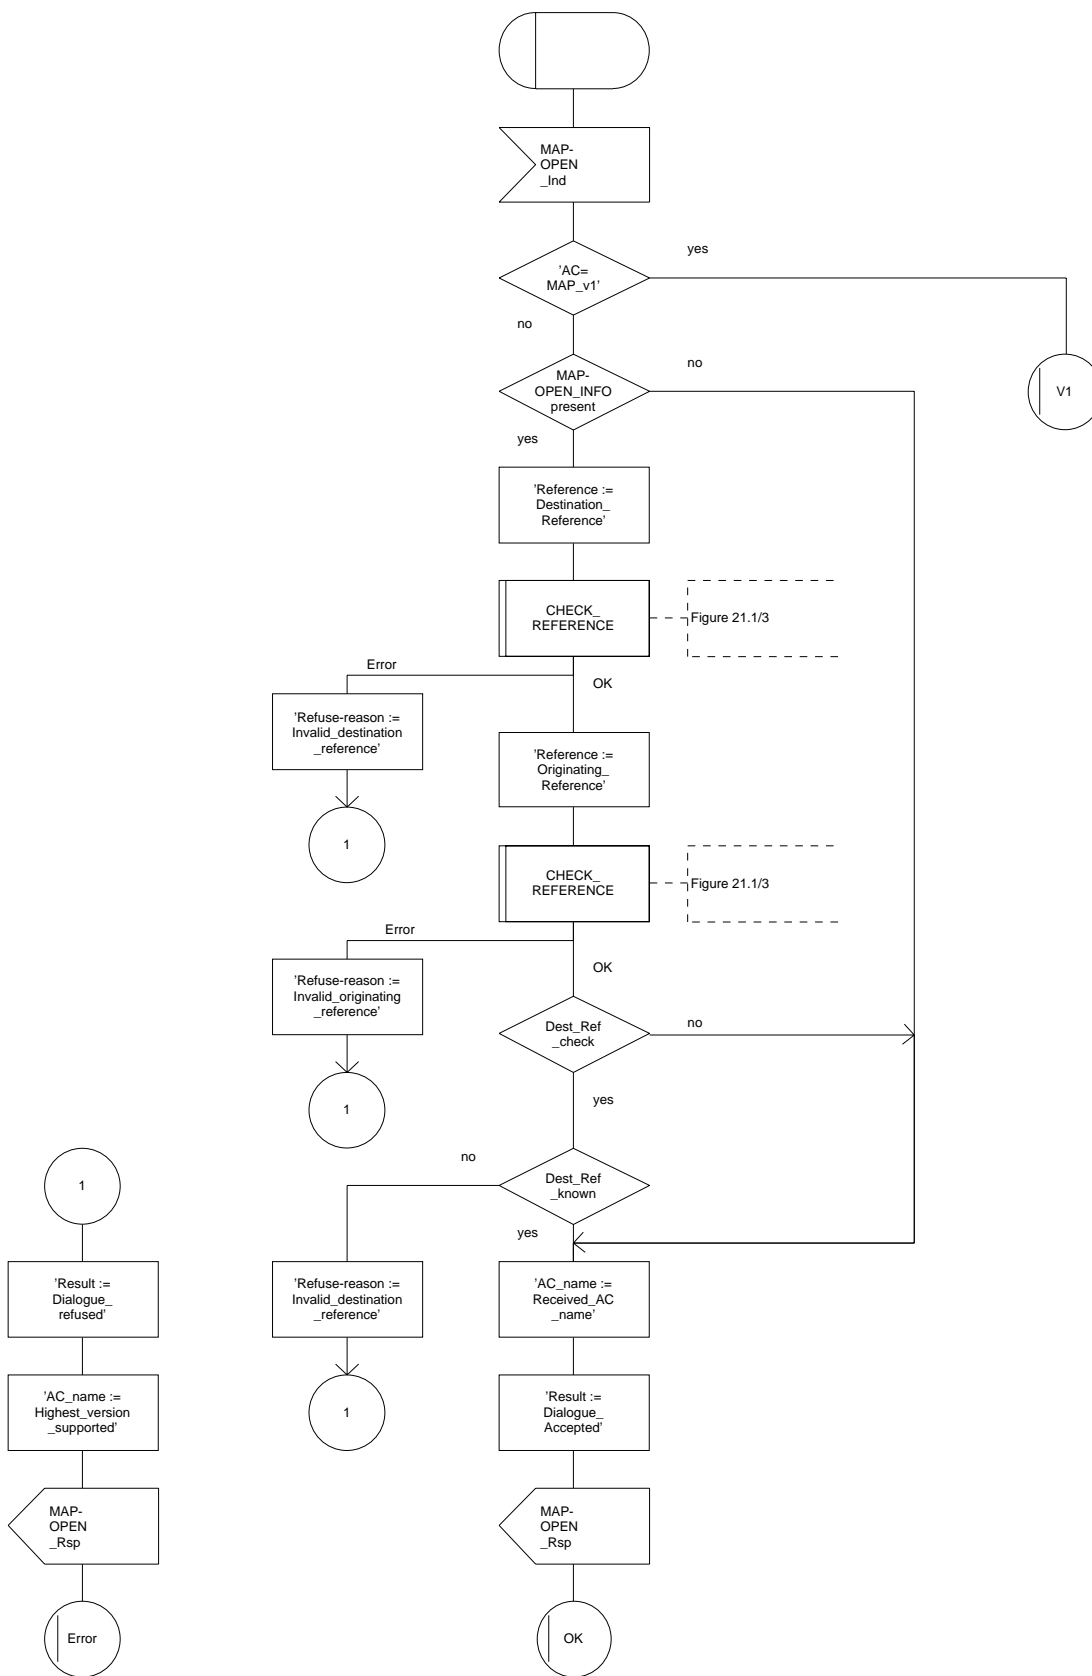 MAP-
OPEN
_Ind
yes
'AC=
MAP_v1'
no
MAP-
OPEN_INFO
present
no
V1
yes
'Reference :=
Destination_
Reference'
CHECK_
REFERENCE
Figure 21.1/3
Error
OK
'Refuse-reason :=
Invalid_destination
_reference'
'Reference :=
Originating_
Reference'
1
CHECK_
REFERENCE
Figure 21.1/3
Error
OK
'Refuse-reason :=
Invalid_originating
_reference'
Dest_Ref
_check
no
1
yes
no
Dest_Ref
_known
1
yes
'Result :=
Dialogue_
refused'
'Refuse-reason :=
Invalid_destination
_reference'
'AC_name :=
Received_AC
_name'
'AC_name :=
Highest_version
_supported'
1
'Result :=
Dialogue_
Accepted'
MAP-
OPEN
_Rsp
MAP-
OPEN
_Rsp
Error
OK